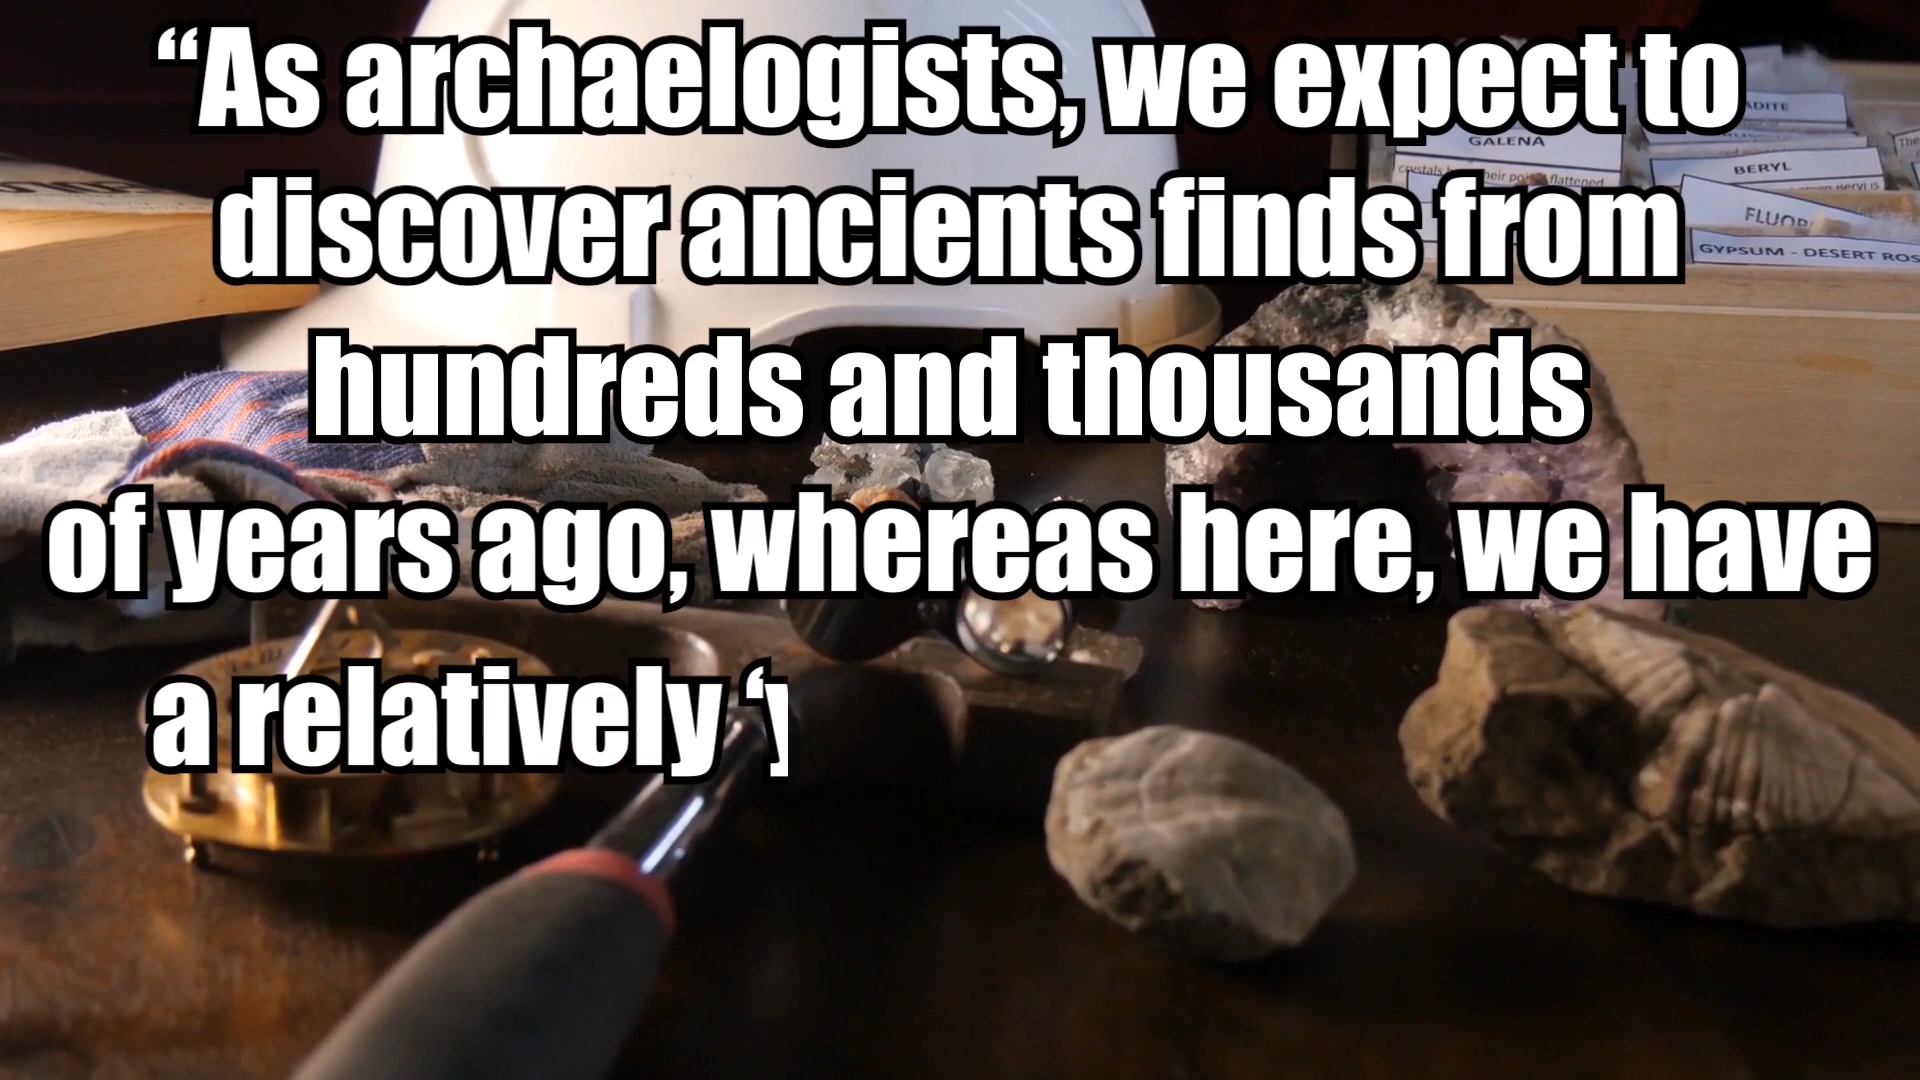 “As archaelogists, we expect to
discover ancients finds from
hundreds and thousands
of years ago, whereas here, we have
a relatively
GALENA
BERYL
GYPSUM - DESERT ROS